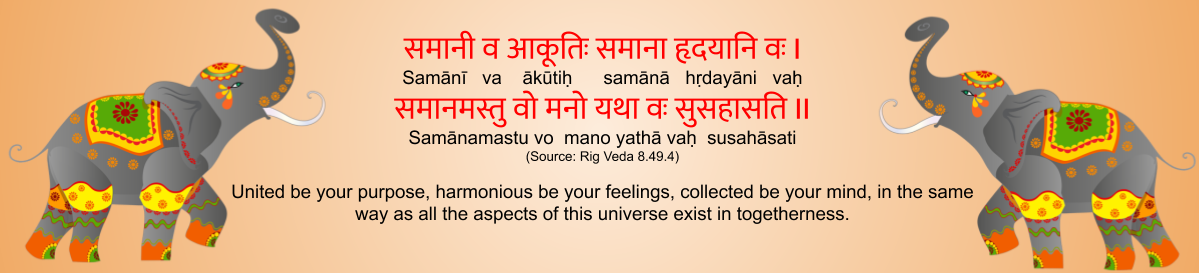 समानी व आकूतिः समाना हृदयानि वः ।
Samānī va ākūtiḥ samānā hṛdayāni vaḥ
समानमस्तु वो मनो यथा वः सुसहासति ॥
Samānamastu vo mano yathā vaḥ susahāsati
(Source: Rig Veda 8.49.4)
United be your purpose, harmonious be your feelings, collected be your mind, in the same
way as all the aspects of this universe exist in togetherness.